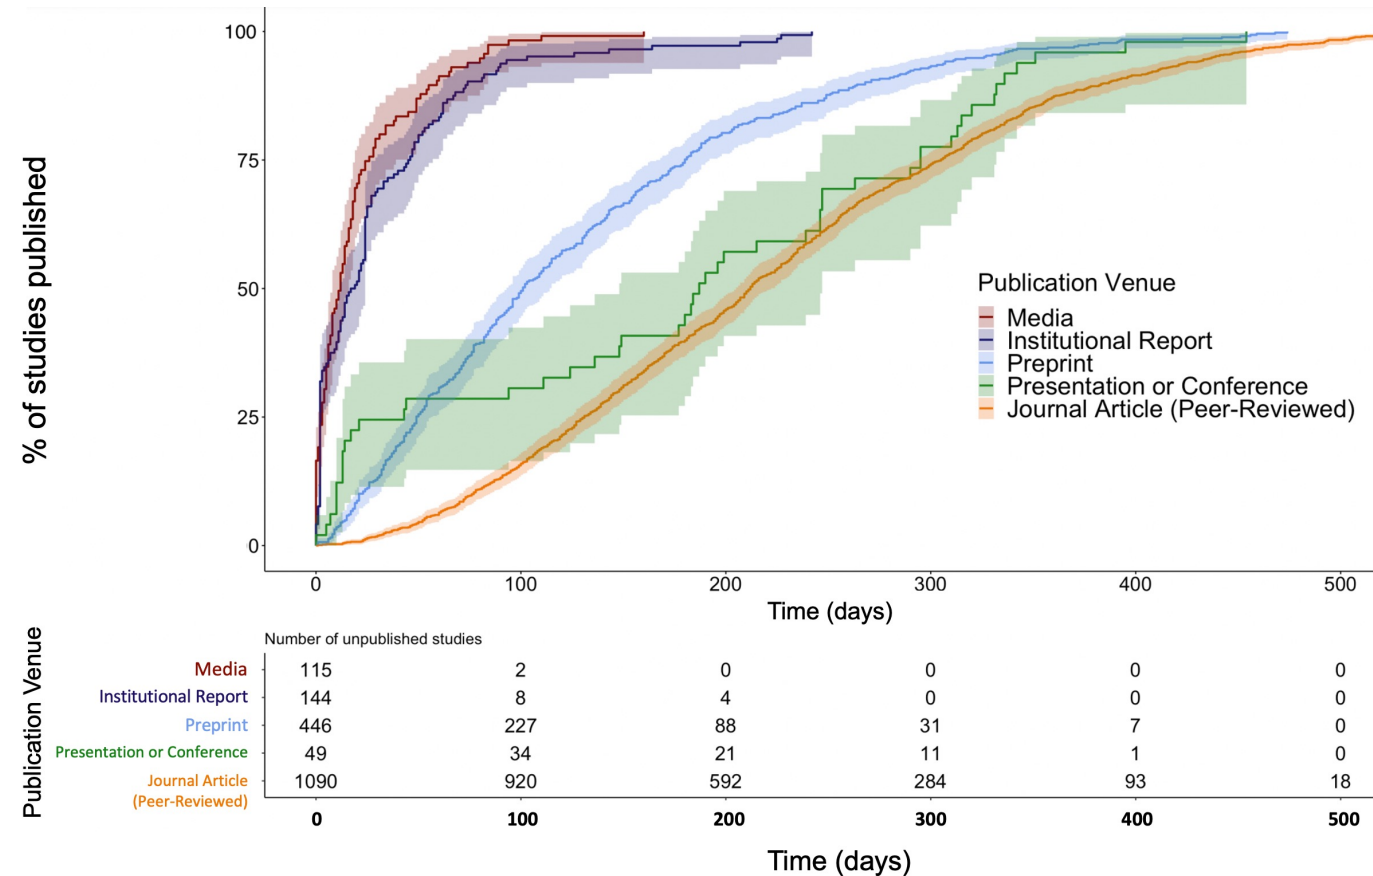 % of studies published
100
75
50
25
0
0 100 200 300 400 500
Time (days)
Publication Venue
Media
Institutional Report
Preprint
Presentation or Conference
Journal Article (Peer-Reviewed)
Publication Venue
Number of unpublished studies
Media 115 2 0 0 0 0
Institutional Report 144 8 4 0 0 0
Preprint 446 227 88 31 7 0
Presentation or Conference 49 34 21 11 1 0
Journal Article 1090 920 592 284 93 18
(Peer-Reviewed)
0 100 200 300 400 500
Time (days)